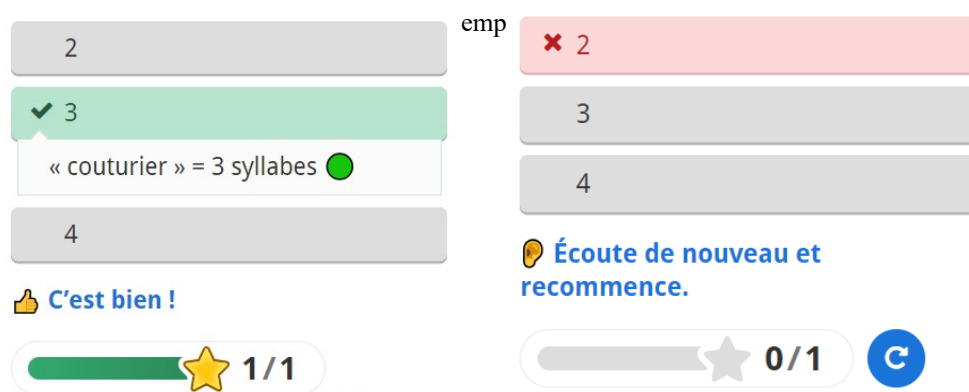 2
3
« couturier » = 3 syllabes
4
C'est bien !
1/1
emp
2
3
4
Écoute de nouveau et
recommence.
0/1